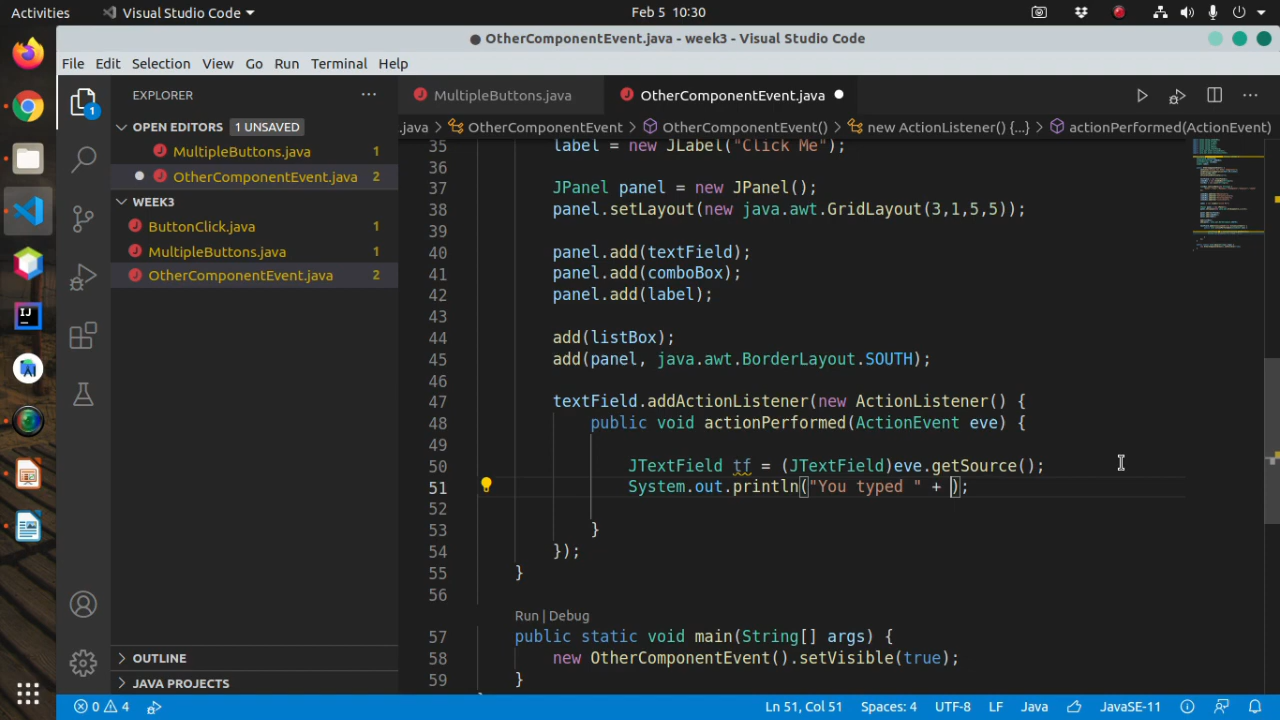 Activities
Visual Studio Code
Feb 5 10:30
● OtherComponentEvent.java - week3 - Visual Studio Code
File Edit Selection View Go Run Terminal Help
EXPLORER
OPEN EDITORS 1 UNSAVED
MultipleButtons.java 1
OtherComponentEvent.java 2
WEEK3
ButtonClick.java 1
MultipleButtons.java 1
OtherComponentEvent.java 2
OUTLINE
JAVA PROJECTS
1
IJ
MultipleButtons.java
OtherComponentEvent.java
.java > OtherComponentEvent > OtherComponentEvent() > new ActionListener() {...} > actionPerformed(ActionEvent)
35 label = new JLabel("Click Me");
36
37 JPanel panel = new JPanel();
38 panel.setLayout(new java.awt.GridLayout(3,1,5,5));
39
40 panel.add(textField);
41 panel.add(comboBox);
42 panel.add(label);
43
44 add(listBox);
45 add(panel, java.awt.BorderLayout.SOUTH);
46
47 textField.addActionListener(new ActionListener() {
48 public void actionPerformed(ActionEvent eve) {
49
50 JTextField tf = (JTextField)eve.getSource();
51 System.out.println("You typed " + );
52
53 }
54 });
55 }
56
Run | Debug
57 public static void main(String[] args) {
58 new OtherComponentEvent().setVisible(true);
59 }
0 4
Ln 51, Col 51 Spaces: 4 UTF-8 LF Java JavaSE-11